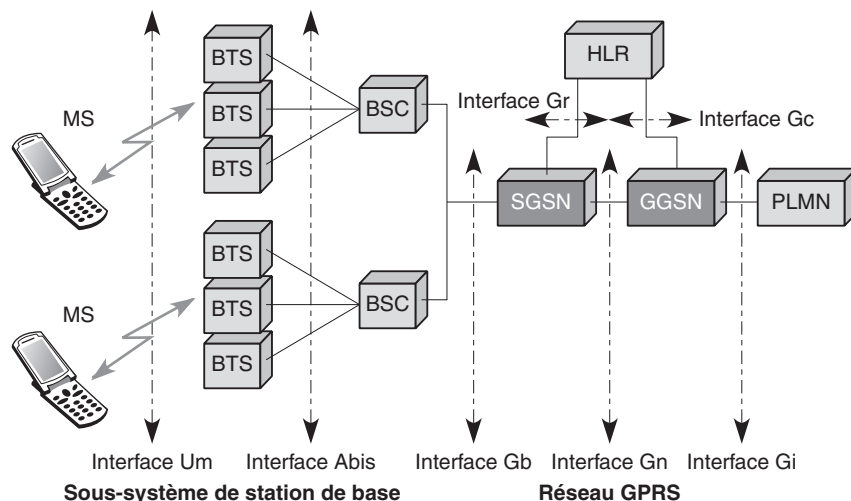 BTS
HLR
BTS
BSC
Interface Gr
Interface Gc
MS
BTS
SGSN
GGSN
PLMN
BTS
BTS
BSC
MS
BTS
Interface Um
Interface Abis
Interface Gb
Interface Gn
Interface Gi
Sous-système de station de base
Réseau GPRS